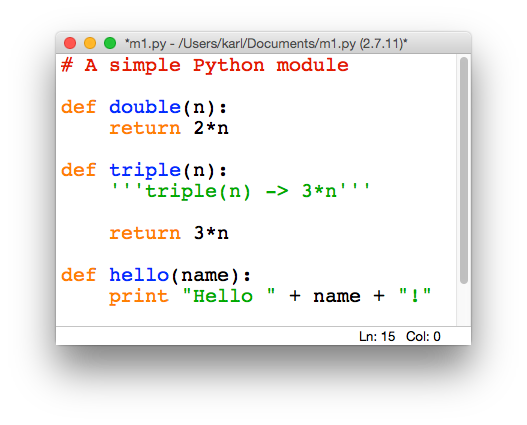 *m1.py - /Users/karl/Documents/m1.py (2.7.11)*
# A simple Python module
def double(n):
    return 2*n
def triple(n):
    '''triple(n) -> 3*n'''
    return 3*n
def hello(name):
    print "Hello " + name + "!"
Ln: 15 Col: 0